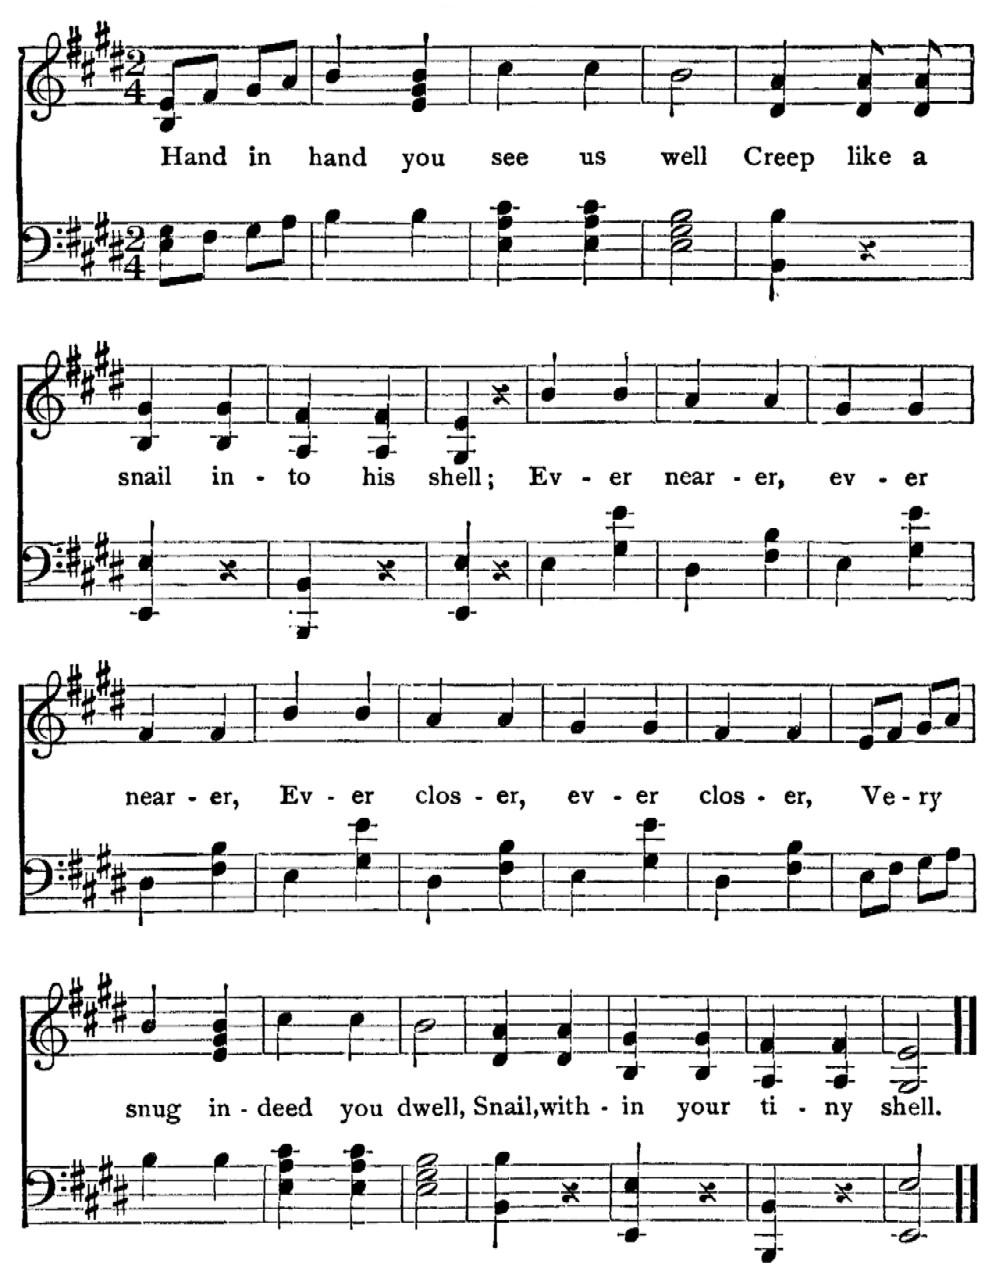 Hand in hand you see us well Creep like a
snail in - to his shell; Ev - er near - er, ev - er
near - er, Ev - er clos - er, ev - er clos - er, Ve - ry
snug in - deed you dwell, Snail, with - in your ti - ny shell.